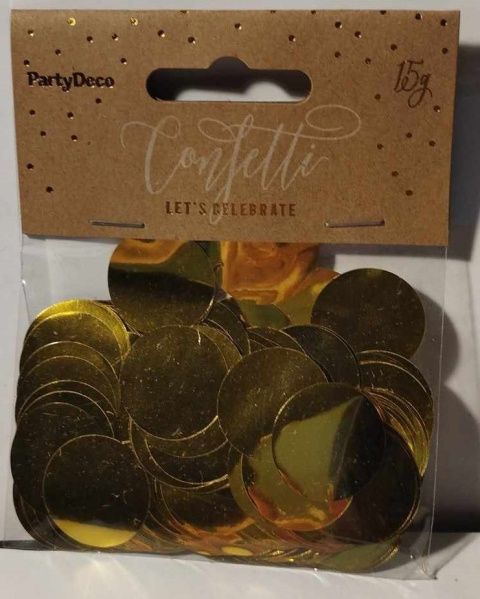 PartyDeco
15g
Confetti
LET'S CELEBRATE